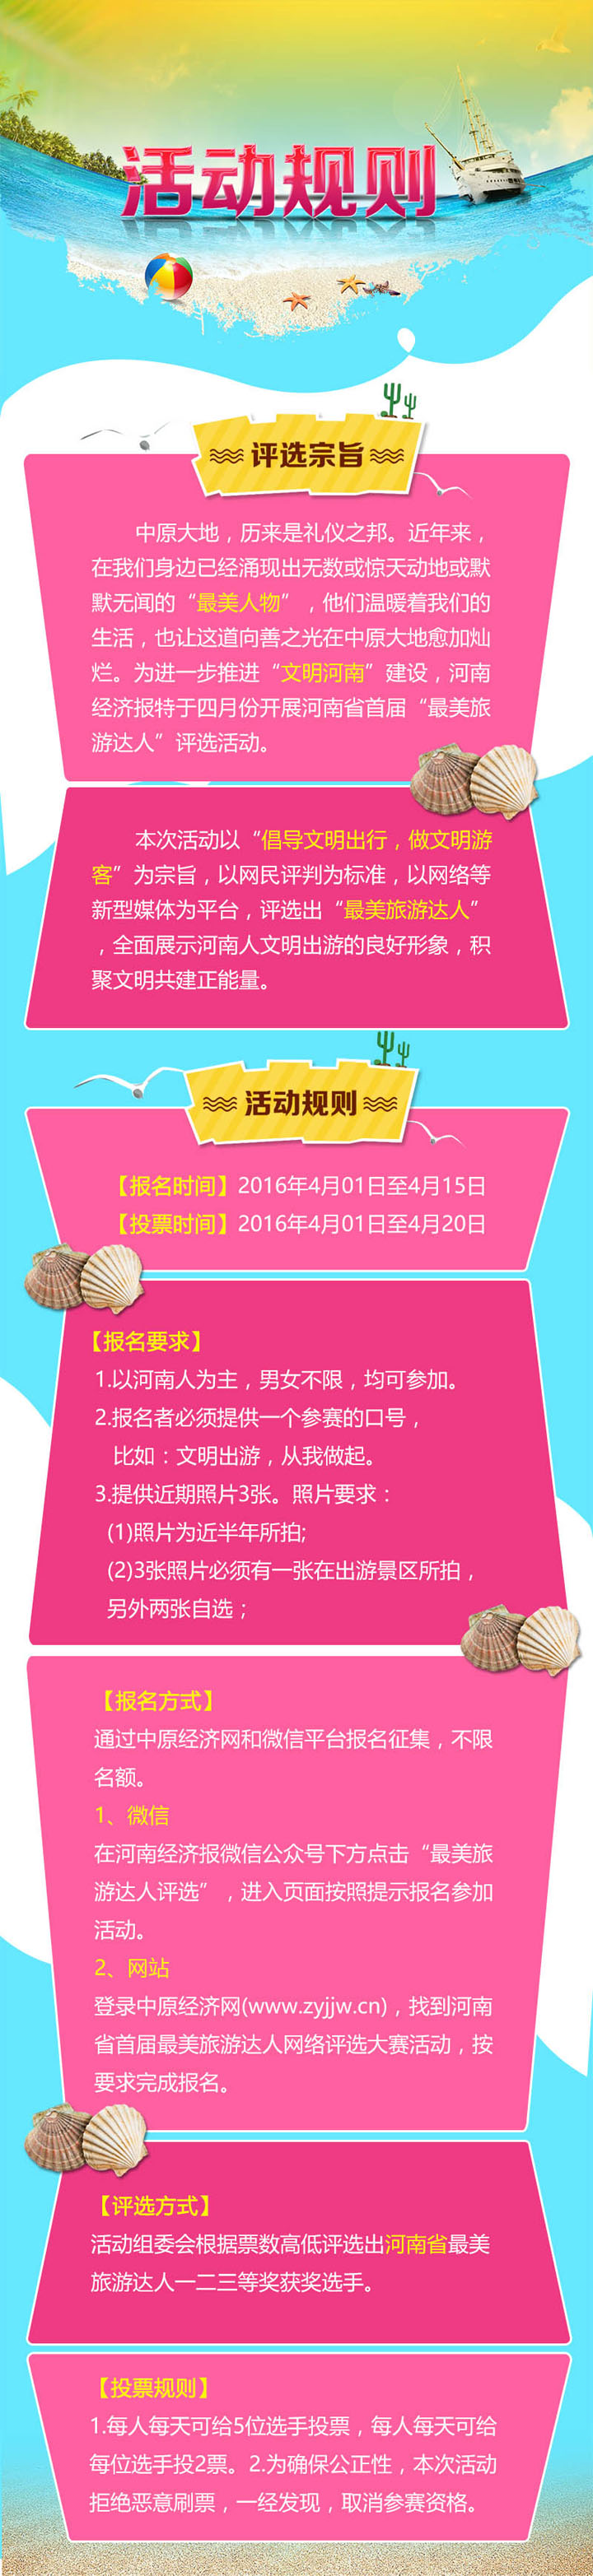 活动规则
评选宗旨
中原大地，历来是礼仪之邦。近年来，
在我们身边已经涌现出无数或惊天动地或默
默无闻的“最美人物”，他们温暖着我们的
生活，也让这道向善之光在中原大地愈加灿
烂。为进一步推进“文明河南”建设，河南
经济报特于四月份开展河南省首届“最美旅
游达人”评选活动。
本次活动以“倡导文明出行，做文明游
客”为宗旨，以网民评判为标准，以网络等
新型媒体为平台，评选出“最美旅游达人”
，全面展示河南人文明出游的良好形象，积
聚文明共建正能量。
活动规则
【报名时间】2016年4月01日至4月15日
【投票时间】2016年4月01日至4月20日
【报名要求】
1.以河南人为主，男女不限，均可参加。
2.报名者必须提供一个参赛的口号，
比如：文明出游，从我做起。
3.提供近期照片3张。照片要求：
(1)照片为近半年所拍;
(2)3张照片必须有一张在出游景区所拍，
另外两张自选；
【报名方式】
通过中原经济网和微信平台报名征集，不限
名额。
1、微信
在河南经济报微信公众号下方点击“最美旅
游达人评选”，进入页面按照提示报名参加
活动。
2、网站
登录中原经济网(www.zyjjw.cn)，找到河南
省首届最美旅游达人网络评选大赛活动，按
要求完成报名。
【评选方式】
活动组委会根据票数高低评选出河南省最美
旅游达人一二三等奖获奖选手。
【投票规则】
1.每人每天可给5位选手投票，每人每天可给
每位选手投2票。2.为确保公正性，本次活动
拒绝恶意刷票，一经发现，取消参赛资格。